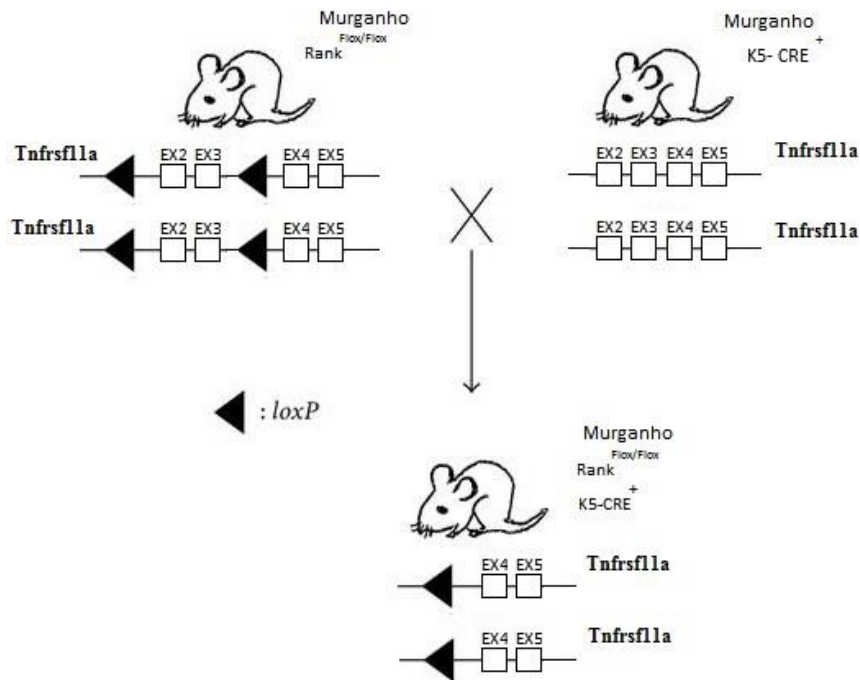 Murganho
Flox/Flox
Rank
Tnfrsf11a
EX2 EX3 EX4 EX5
Tnfrsf11a
EX2 EX3 EX4 EX5
Murganho
+
K5- CRE
EX2 EX3 EX4 EX5
Tnfrsf11a
EX2 EX3 EX4 EX5
Tnfrsf11a
: loxP
Murganho
Flox/Flox
Rank
+
K5-CRE
EX4 EX5
Tnfrsf11a
EX4 EX5
Tnfrsf11a